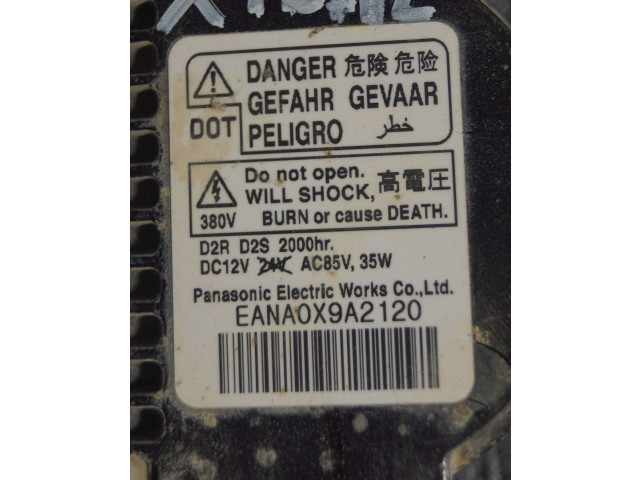 DANGER 危険 危险
GEFAHR GEVAAR
DOT PELIGRO خطر
Do not open.
WILL SHOCK, 高電圧
380V BURN or cause DEATH.
D2R D2S 2000hr.
DC12V 24V AC85V, 35W
Panasonic Electric Works Co.,Ltd.
EANA0X9A2120